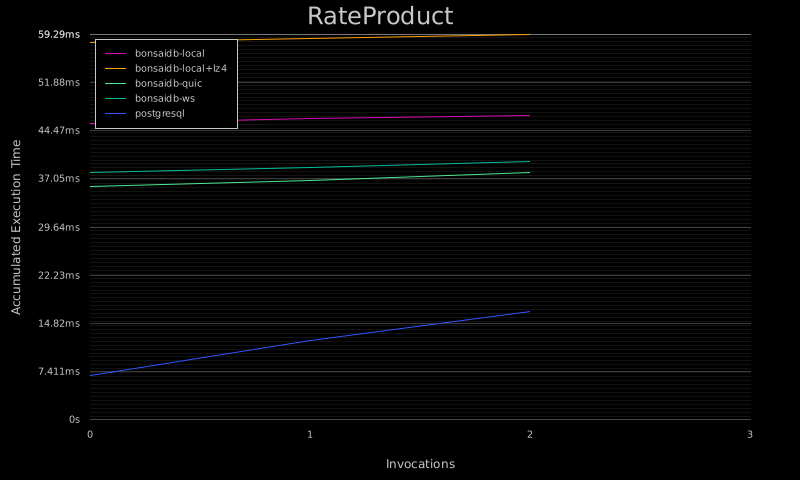 RateProduct
59.29ms
51.88ms
44.47ms
37.05ms
29.64ms
22.23ms
14.82ms
7.411ms
0s
bonsaidb-local
bonsaidb-local+lz4
bonsaidb-quic
bonsaidb-ws
postgresql
Accumulated Execution Time
0 1 2 3
Invocations